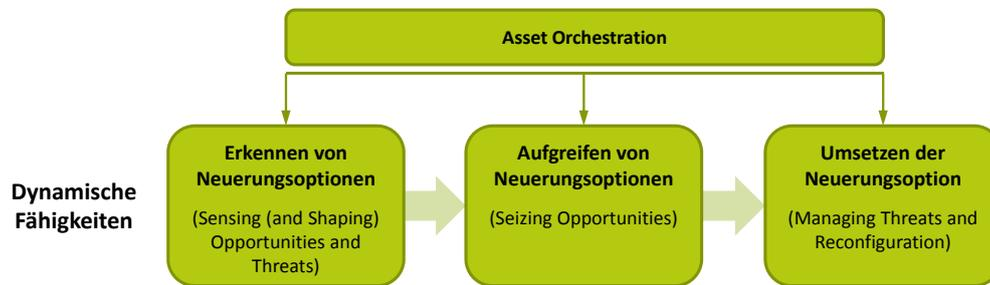 Asset Orchestration
Dynamische
Fähigkeiten
Erkennen von
Neuerungsoptionen
(Sensing (and Shaping)
Opportunities and
Threats)
Aufgreifen von
Neuerungsoptionen
(Seizing Opportunities)
Umsetzen der
Neuerungsoption
(Managing Threats and
Reconfiguration)